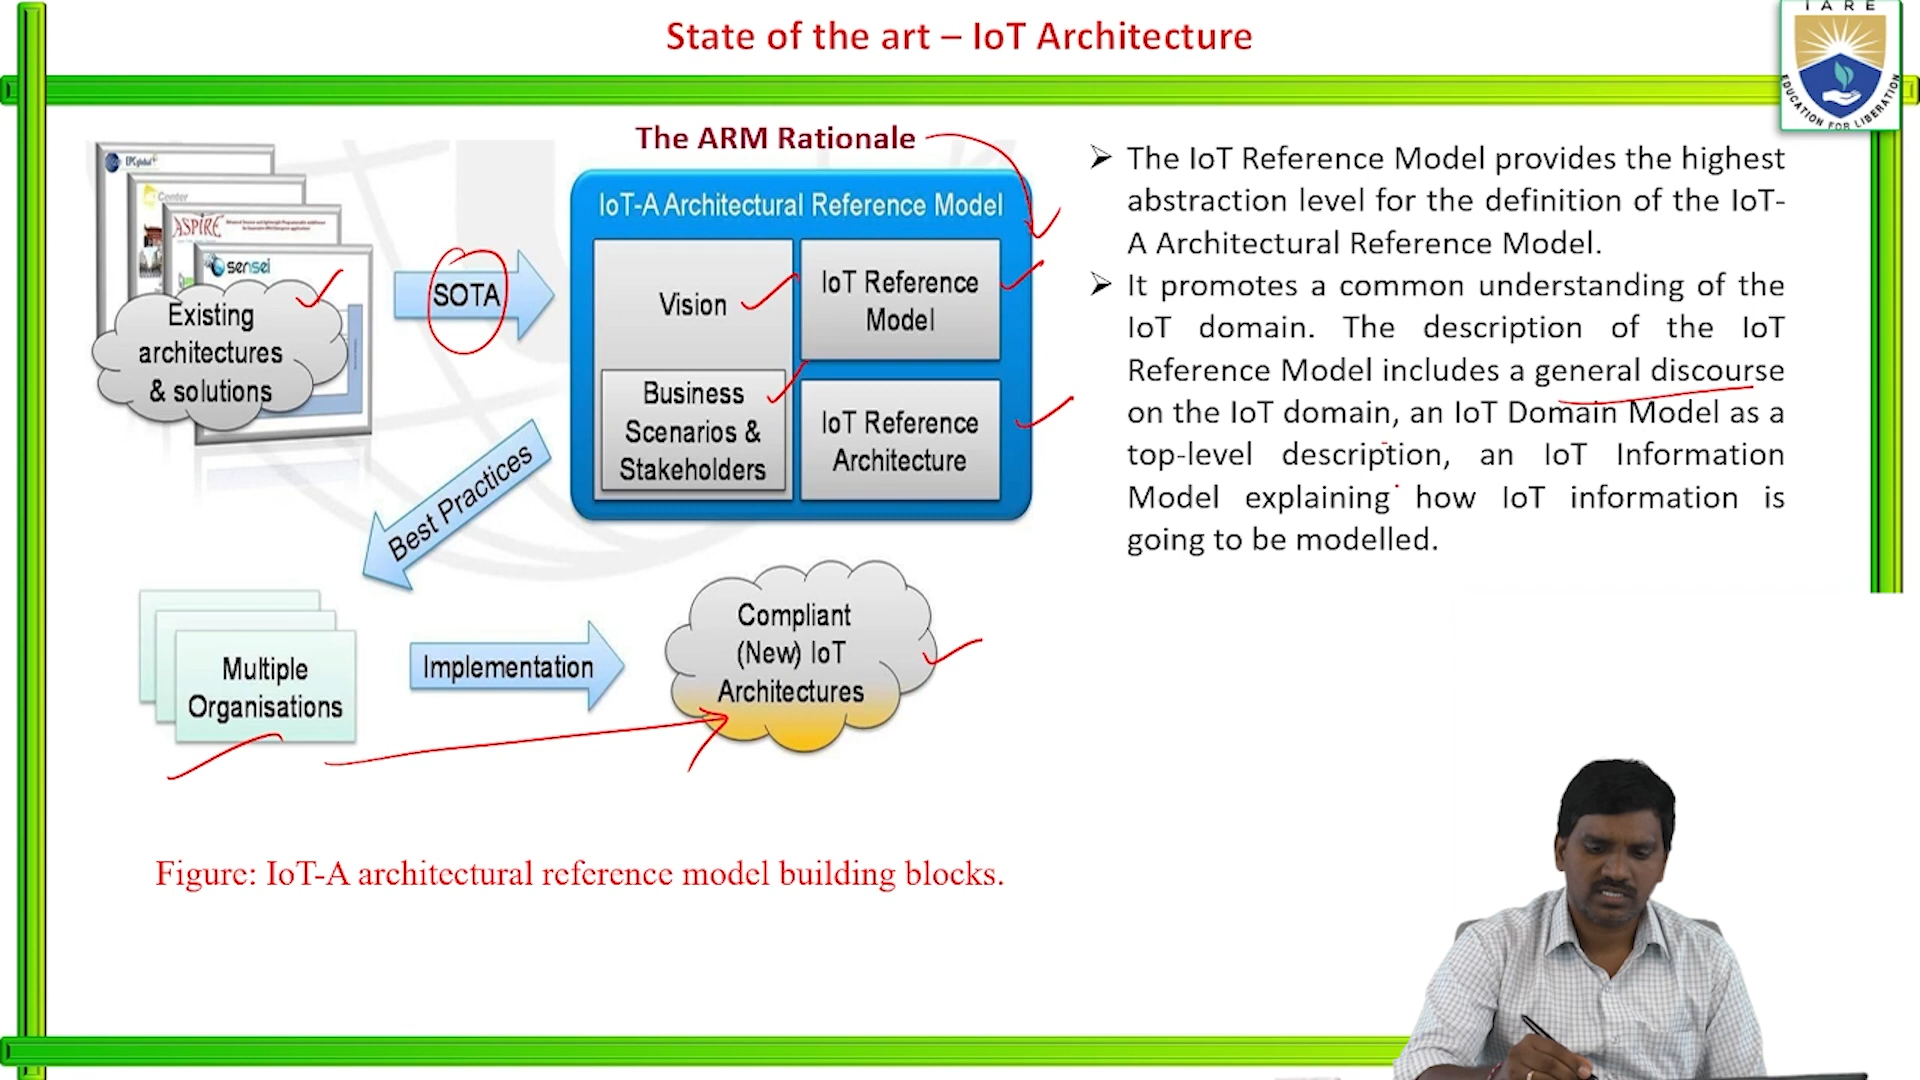 State of the art – IoT Architecture
IARE
EDUCATION FOR LIBERATION
The ARM Rationale
EPCglobal
Center
ASPIRE
sensei
Existing
architectures
& solutions
SOTA
IoT-A Architectural Reference Model
Vision
Business
Scenarios &
Stakeholders
IoT Reference
Model
IoT Reference
Architecture
Best Practices
Multiple
Organisations
Implementation
Compliant
(New) IoT
Architectures
Figure: IoT-A architectural reference model building blocks.
➢ The IoT Reference Model provides the highest
abstraction level for the definition of the IoT-
A Architectural Reference Model.
➢ It promotes a common understanding of the
IoT domain. The description of the IoT
Reference Model includes a general discourse
on the IoT domain, an IoT Domain Model as a
top-level description, an IoT Information
Model explaining how IoT information is
going to be modelled.